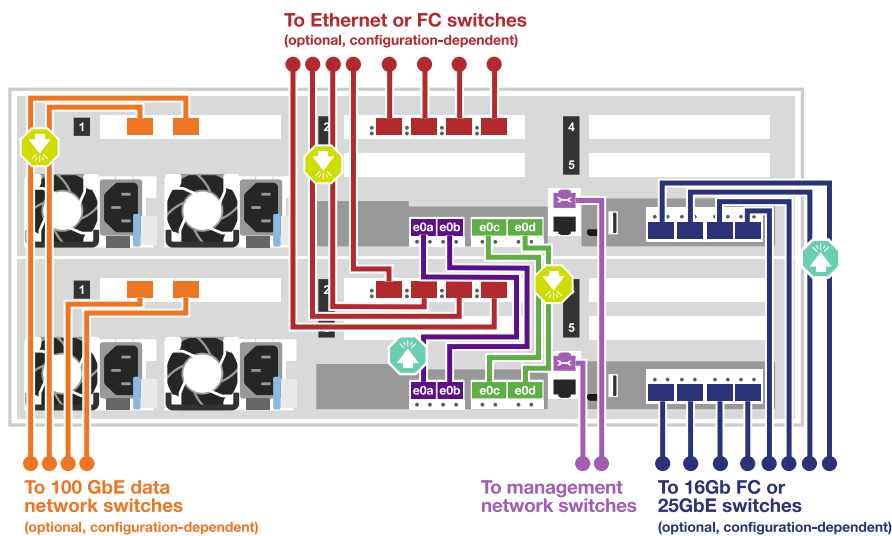 To Ethernet or FC switches
(optional, configuration-dependent)
1
2
4
5
e0a e0b e0c e0d
1
2
5
e0a e0b e0c e0d
To 100 GbE data
network switches
(optional, configuration-dependent)
To management
network switches
To 16Gb FC or
25GbE switches
(optional, configuration-dependent)